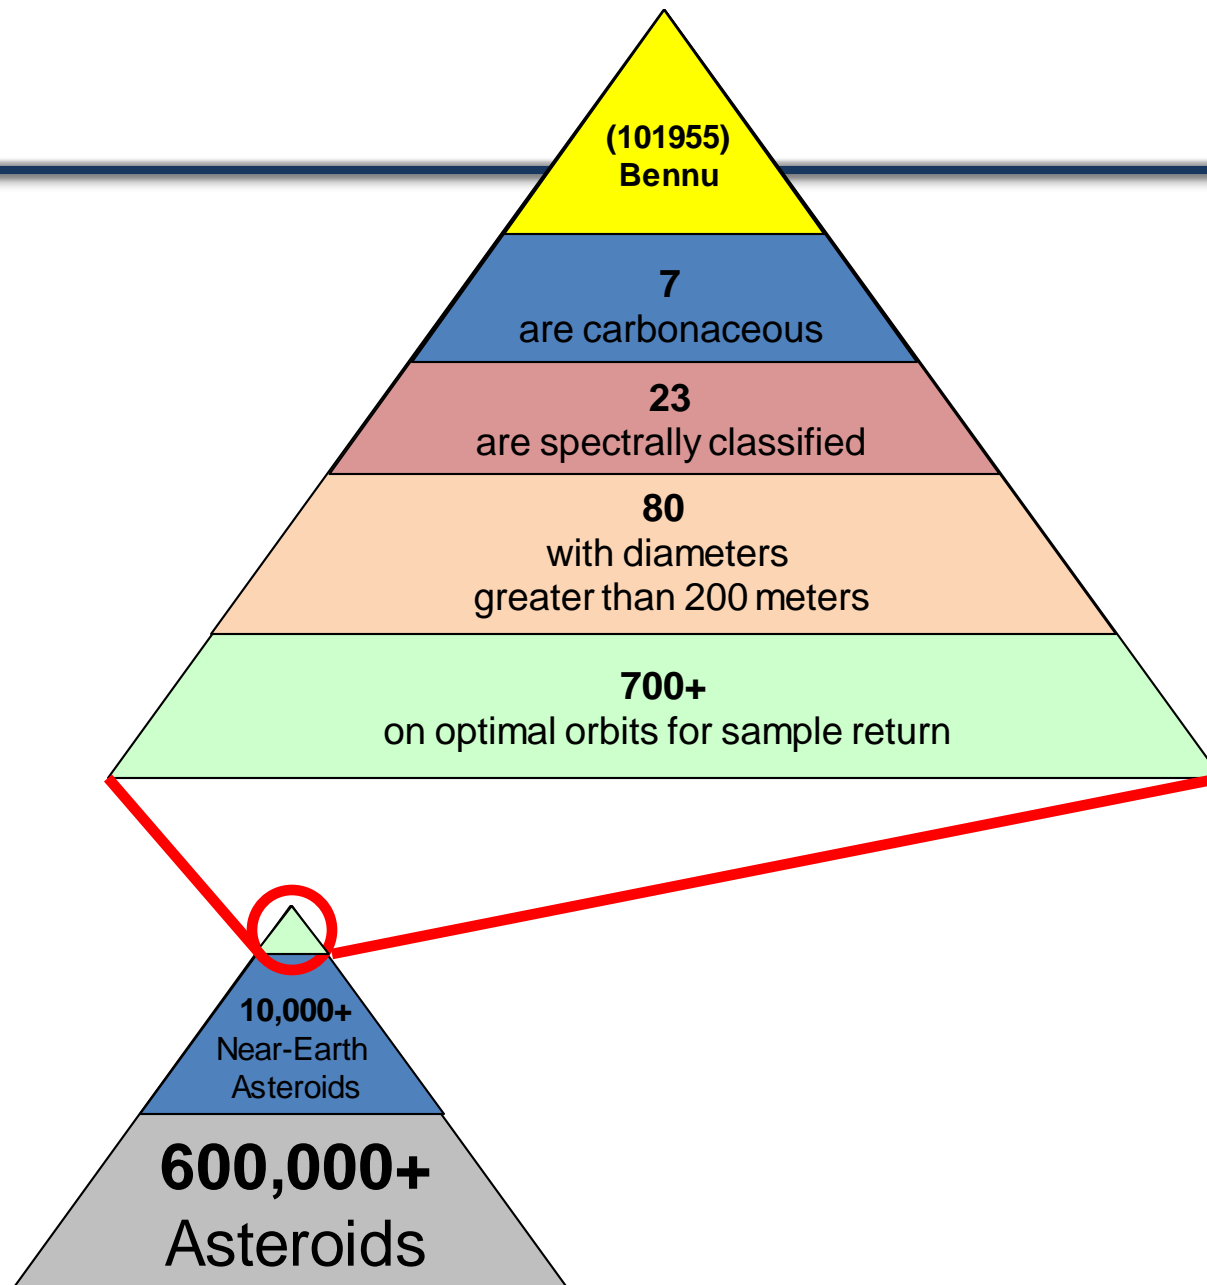 (101955)
Bennu
7
are carbonaceous
23
are spectrally classified
80
with diameters
greater than 200 meters
700+
on optimal orbits for sample return
10,000+
Near-Earth
Asteroids
600,000+
Asteroids